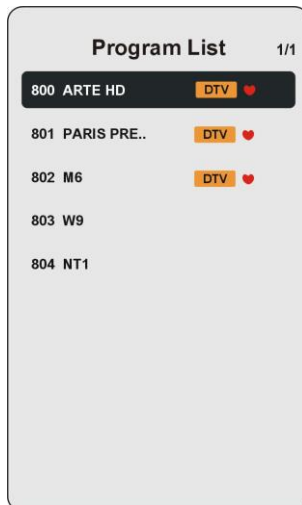 Program List 1/1
800 ARTE HD DTV
801 PARIS PRE.. DTV
802 M6 DTV
803 W9
804 NT1